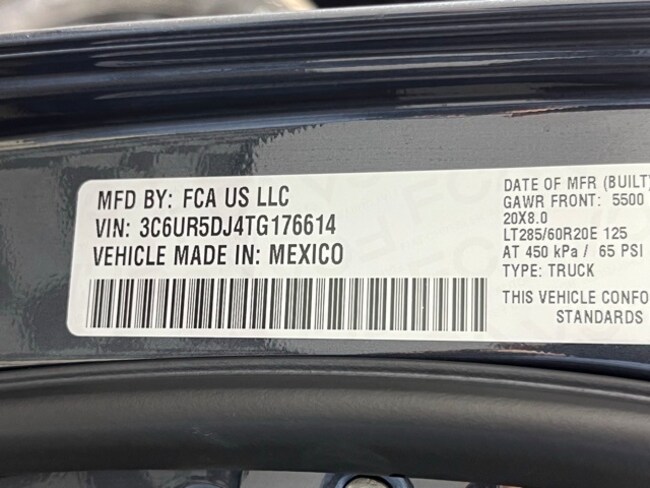 MFD BY: FCA US LLC
VIN: 3C6UR5DJ4TG176614
VEHICLE MADE IN: MEXICO
DATE OF MFR (BUILT)
GAWR FRONT: 5500
20X8.0
LT285/60R20E 125
AT 450 kPa / 65 PSI
TYPE: TRUCK
THIS VEHICLE CONFO
STANDARDS